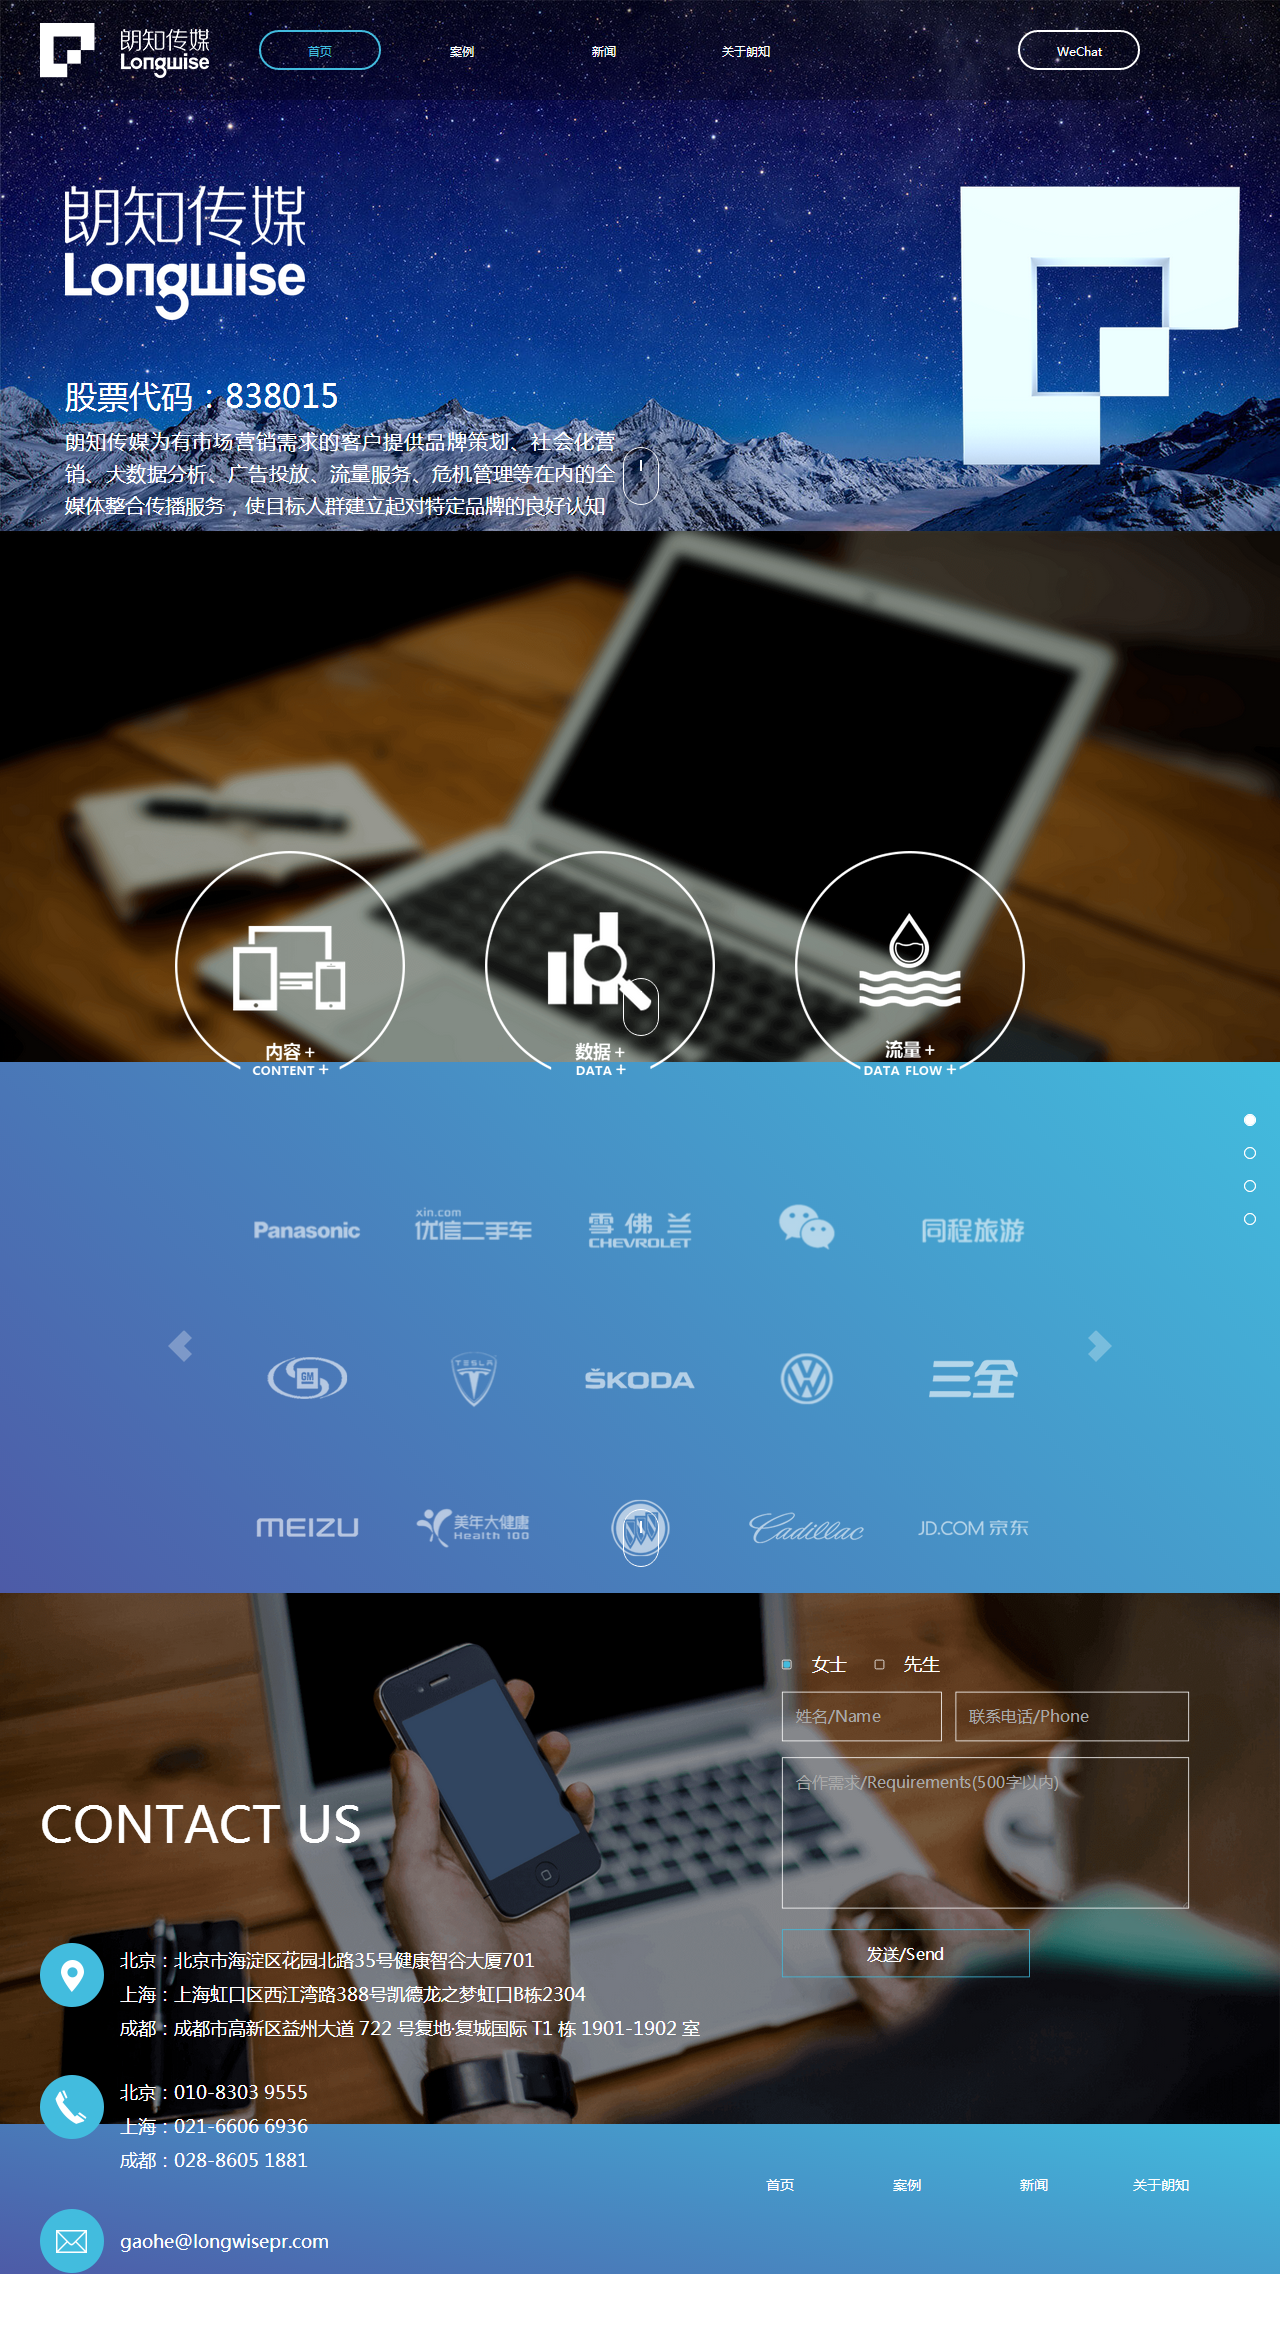 朗知传媒
Longwise
首页
案例
新闻
关于朗知
WeChat
朗知传媒
Longwise
股票代码：838015
朗知传媒为有市场营销需求的客户提供品牌策划、社会化营
销、大数据分析、广告投放、流量服务、危机管理等在内的全
媒体整合传播服务，使目标人群建立起对特定品牌的良好认知
内容+
CONTENT +
数据+
DATA +
流量+
DATA FLOW +
Panasonic
xin.com
优信二手车
雪佛兰
CHEVROLET
同程旅游
GM
TESLA
ŠKODA
三全
MEIZU
美年大健康
Health 100
Cadillac
JD.COM 京东
女士
先生
姓名/Name
联系电话/Phone
合作需求/Requirements(500字以内)
发送/Send
CONTACT US
北京：北京市海淀区花园北路35号健康智谷大厦701
上海：上海虹口区西江湾路388号凯德龙之梦虹口B栋2304
成都：成都市高新区益州大道 722 号复地·复城国际 T1 栋 1901-1902 室
北京：010-8303 9555
上海：021-6606 6936
成都：028-8605 1881
gaohe@longwisepr.com
首页
案例
新闻
关于朗知